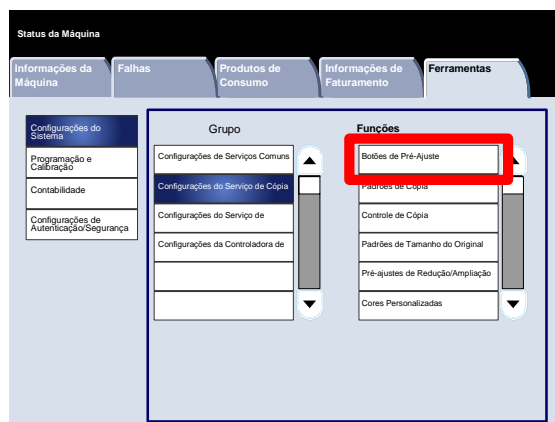 Status da Máquina
Informações da
Máquina
Falhas
Produtos de
Consumo
Informações de
Faturamento
Ferramentas
Configurações do
Sistema
Programação e
Calibração
Contabilidade
Configurações de
Autenticação/Segurança
Grupo
Configurações de Serviços Comuns
Configurações do Serviço de Cópia
Configurações do Serviço de
Configurações da Controladora de
Funções
Botões de Pré-Ajuste
Padrões de Cópia
Controle de Cópia
Padrões de Tamanho do Original
Pré-ajustes de Redução/Ampliação
Cores Personalizadas